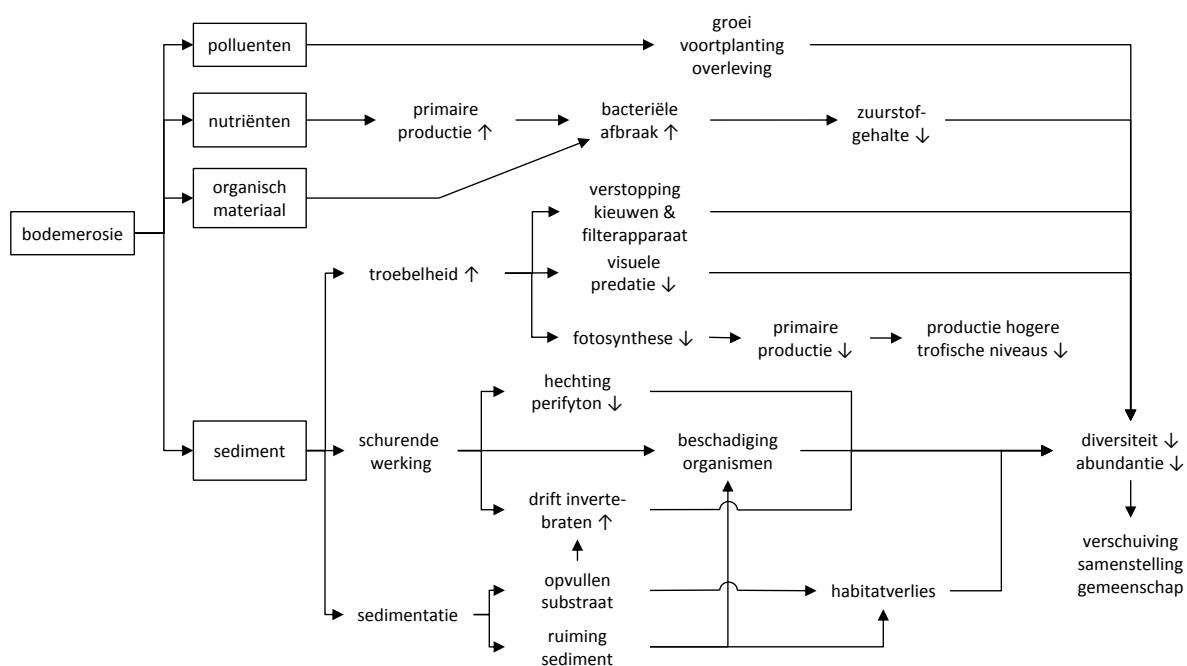 polluenten
groei
voortplanting
overleving
nutriënten
primaire
productie ↑
bacteriële
afbraak ↑
zuurstof-
gehalte ↓
organisch
materiaal
bodemerosie
verstopping
kieuwen &
filterapparaat
troebelheid ↑
visuele
predatie ↓
fotosynthese ↓
primaire
productie ↓
productie hogere
trofische niveaus ↓
hechting
perifyton ↓
sediment
schurende
werking
beschadiging
organismen
diversiteit ↓
abundantie ↓
drift inverte-
braten ↑
verschuiving
samenstelling
gemeenschap
sedimentatie
opvullen
substraat
habitatverlies
ruiming
sediment